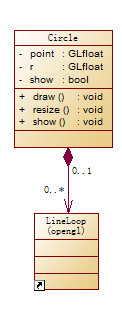 Circle
- point : GLfloat
- r : GLfloat
- show : bool
+ draw () : void
+ resize () : void
+ show () : void
0..1
0..*
LineLoop
(opengl)